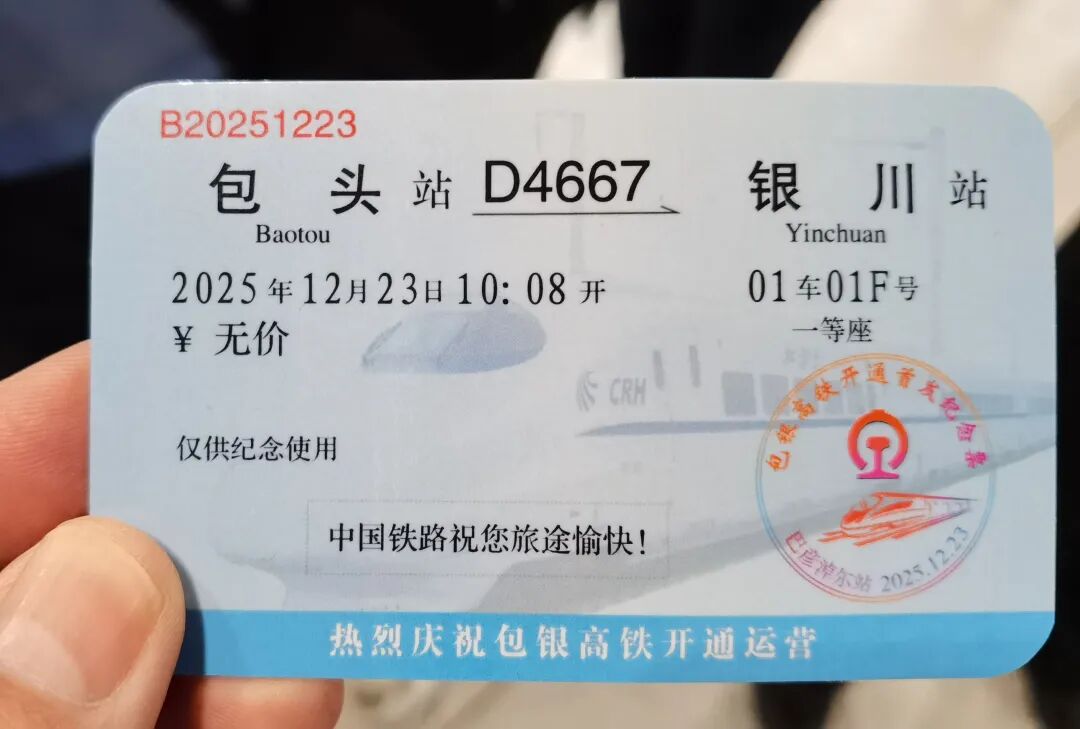 B20251223
包头站 D4667 银川站
Baotou Yinchuan
2025年12月23日10:08开 01车01F号
¥ 无价 一等座
CRH
包银高铁开通首发纪念票
仅供纪念使用
中国铁路祝您旅途愉快!
巴彦淖尔站 2025.12.23
热烈庆祝包银高铁开通运营